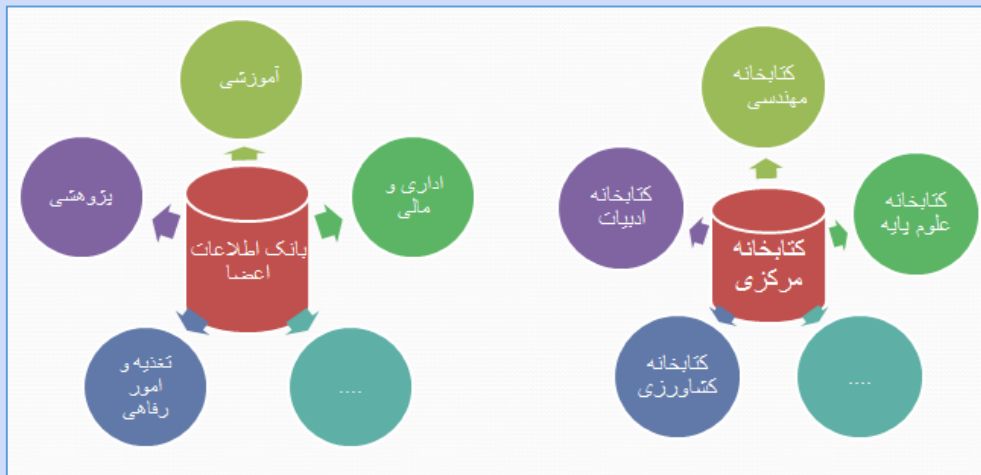 آموزشی
اداری و
مالی
....
تغذیه و
امور
رفاهی
پژوهشی
بانک اطلاعات
اعضا
کتابخانه
مهندسی
کتابخانه
علوم پایه
....
کتابخانه
کشاورزی
کتابخانه
ادبیات
کتابخانه
مرکزی